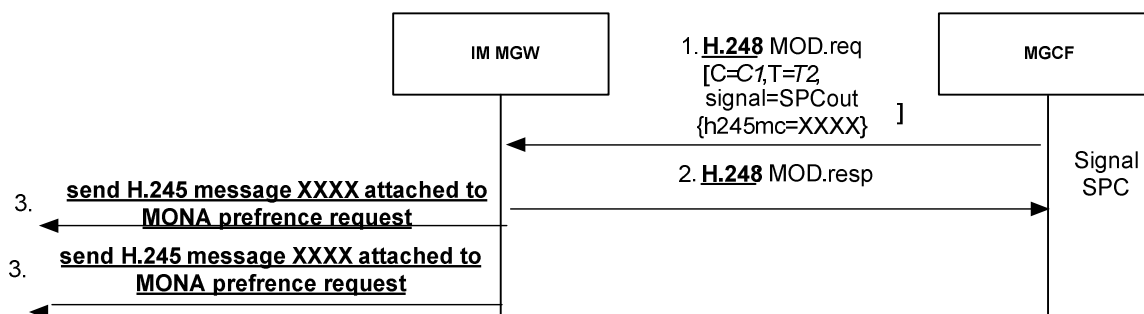 IM MGW
MGCF
1. H.248 MOD.req
[C=C1,T=T2,
signal=SPCout
{h245mc=XXXX}
]
2. H.248 MOD.resp
Signal
SPC
3.
send H.245 message XXXX attached to
MONA prefrence request
3.
send H.245 message XXXX attached to
MONA prefrence request